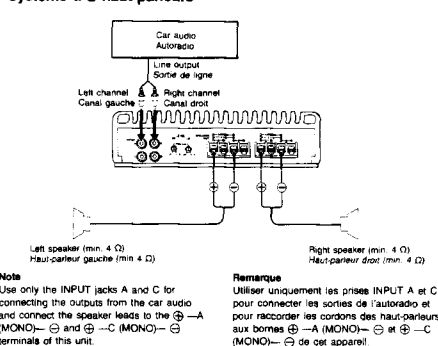 Système à 2 haut-parleurs
Car audio
Autoradio
Line output
Sortie de ligne
Left channel
Canal gauche
Right channel
Canal droit
Left speaker (min. 4 Ω)
Haut-parleur gauche (min. 4 Ω)
Right speaker (min. 4 Ω)
Haut-parleur droit (min. 4 Ω)
Note
Use only the INPUT jacks A and C for
connecting the outputs from the car audio
and connect the speaker leads to the ⊕ —A
(MONO)— ⊖ and ⊕ —C (MONO)— ⊖
terminals of this unit.
Remarque
Utiliser uniquement les prises INPUT A et C
pour connecter les sorties de l'autoradio et
pour raccorder les cordons des haut-parleurs
aux bornes ⊕ —A (MONO)— ⊖ et ⊕ —C
(MONO)— ⊖ de cet appareil.